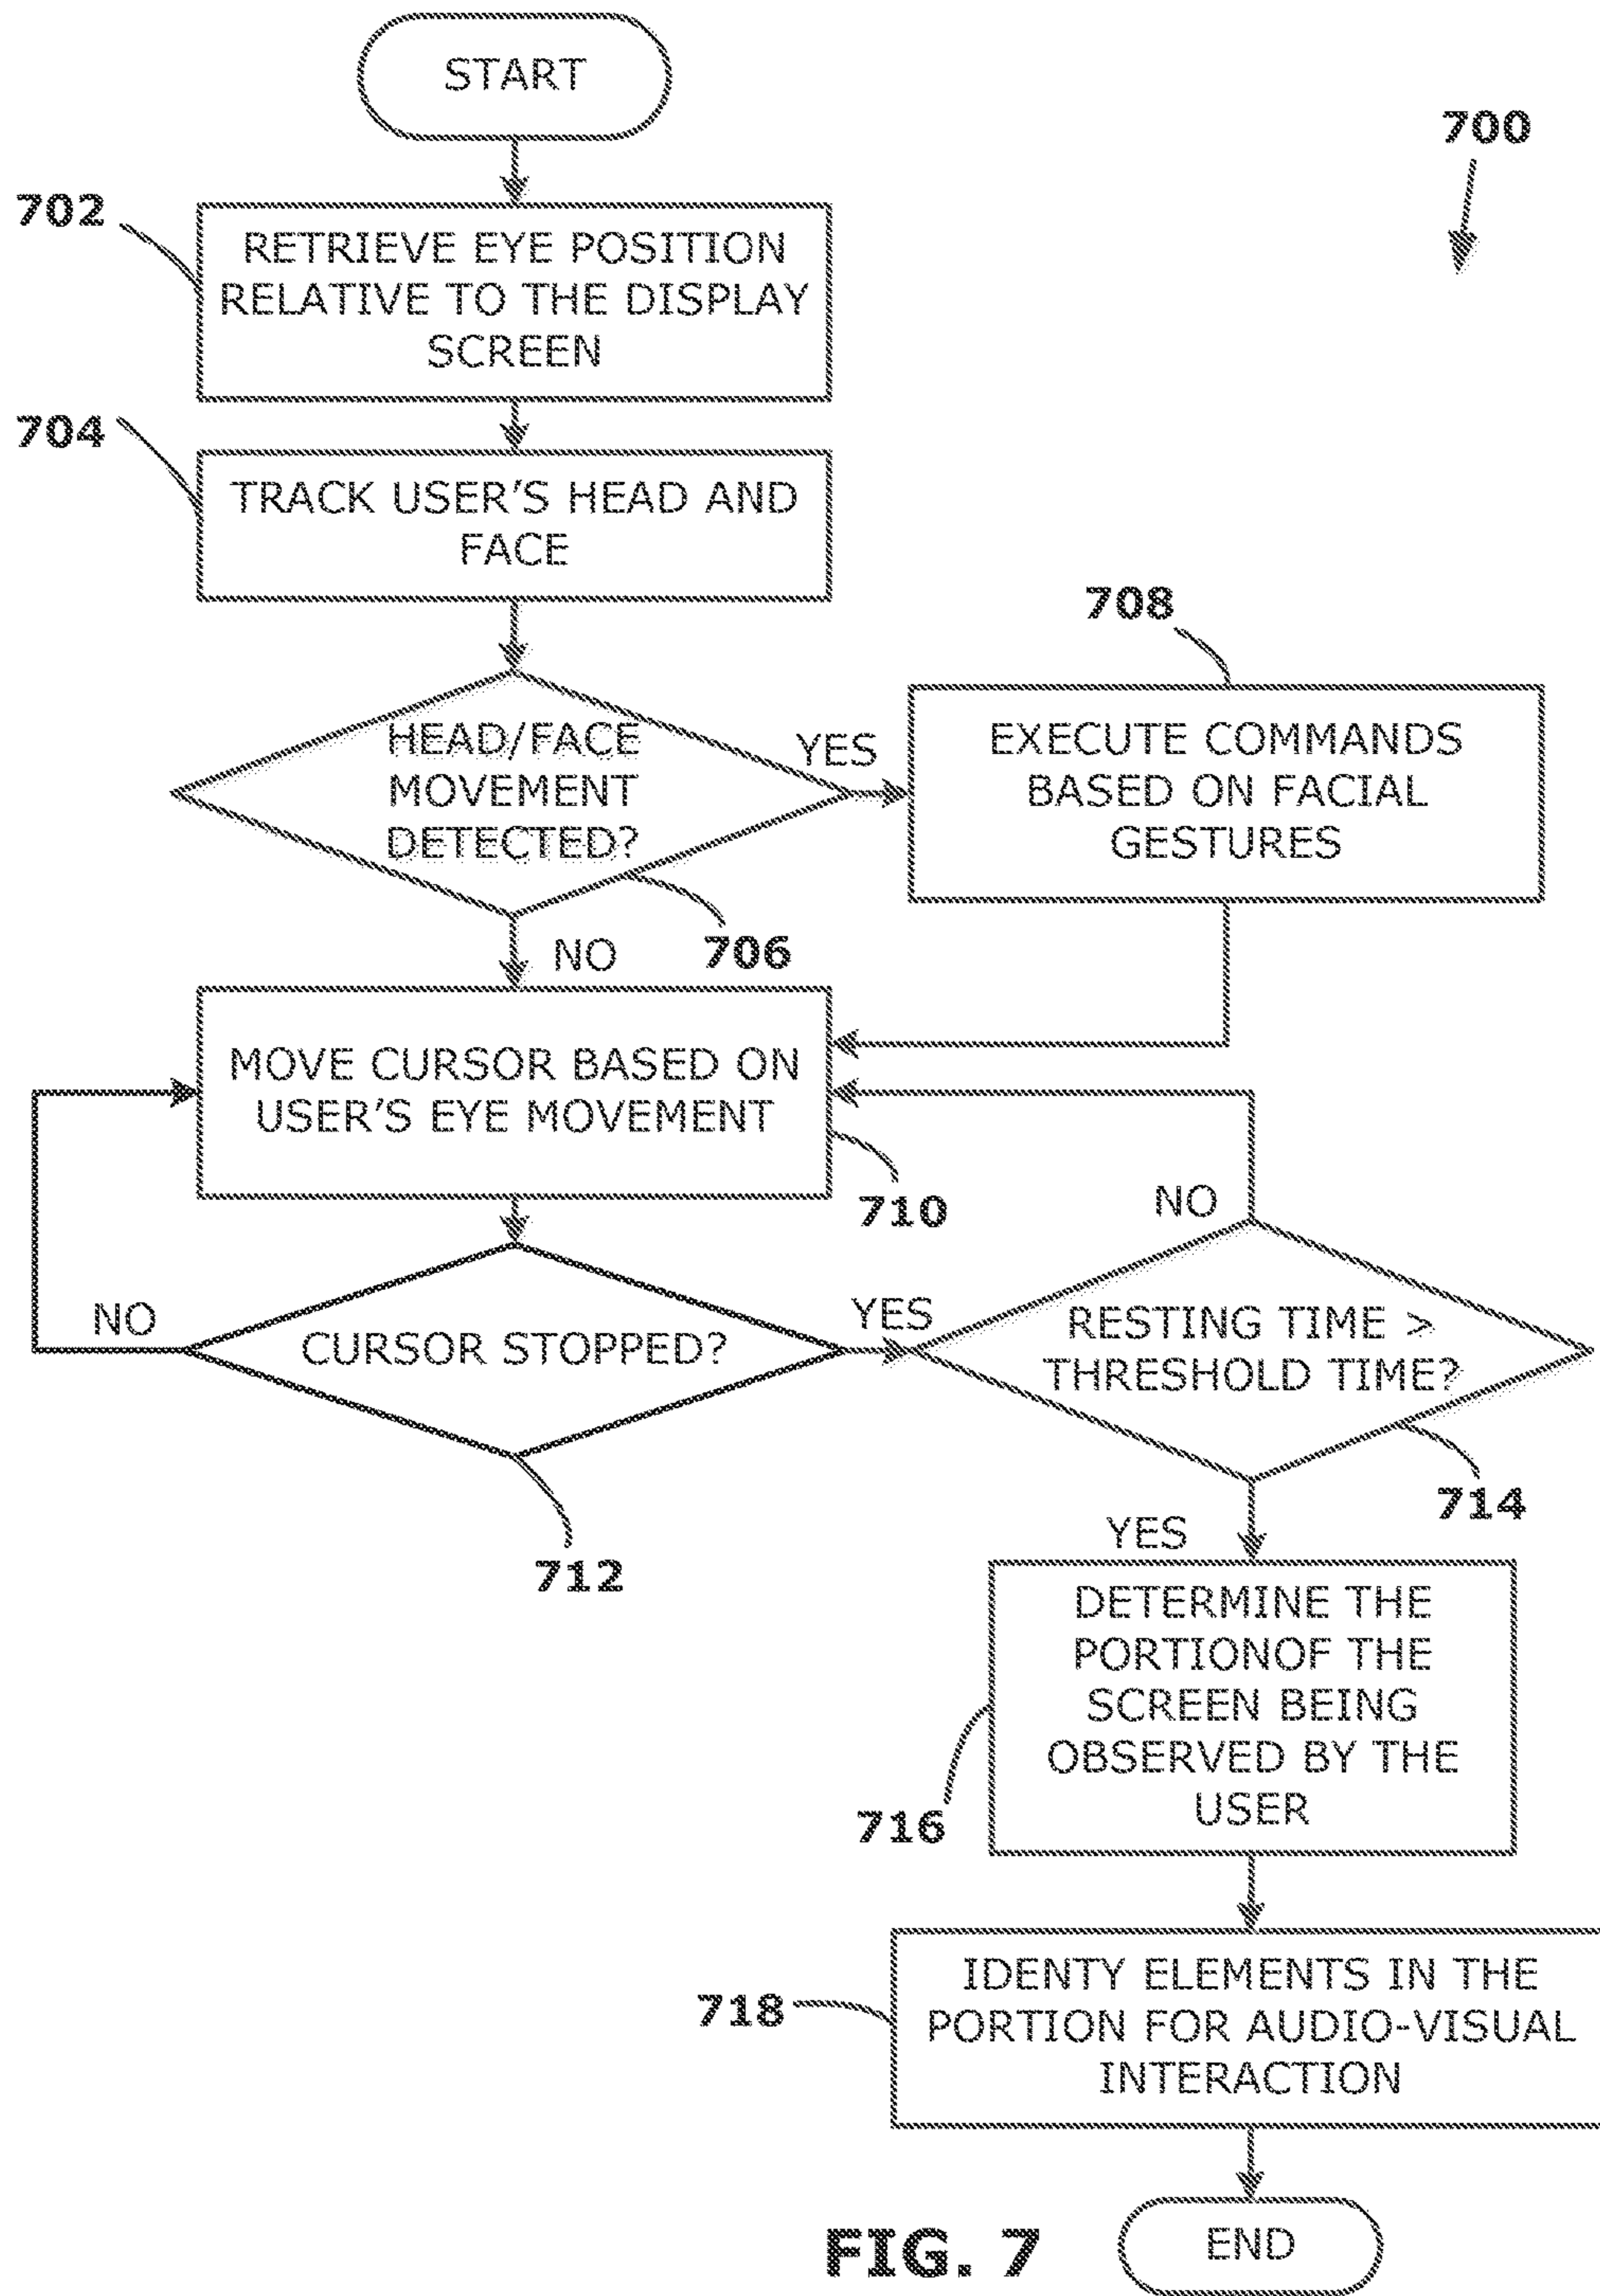 START
700
702
RETRIEVE EYE POSITION
RELATIVE TO THE DISPLAY
SCREEN
704
TRACK USER'S HEAD AND
FACE
708
HEAD/FACE
MOVEMENT
DETECTED?
YES
EXECUTE COMMANDS
BASED ON FACIAL
GESTURES
NO
706
MOVE CURSOR BASED ON
USER'S EYE MOVEMENT
710
NO
NO
CURSOR STOPPED?
YES
RESTING TIME >
THRESHOLD TIME?
714
712
YES
DETERMINE THE
PORTIONOF THE
SCREEN BEING
OBSERVED BY THE
USER
716
718
IDENTY ELEMENTS IN THE
PORTION FOR AUDIO-VISUAL
INTERACTION
FIG. 7
END